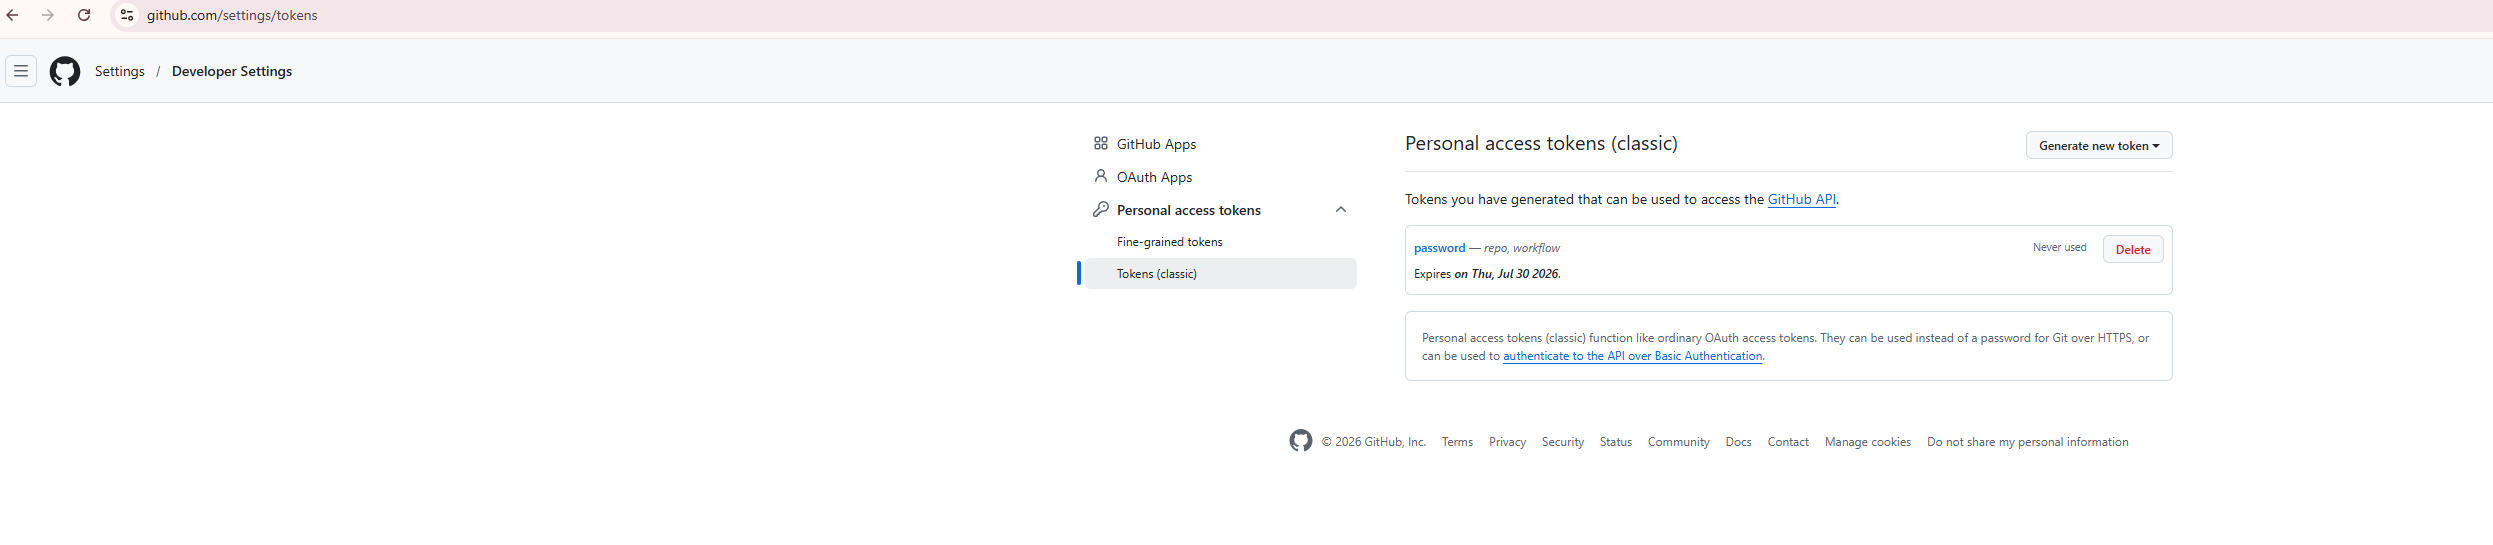 github.com/settings/tokens
Settings / Developer Settings
GitHub Apps
OAuth Apps
Personal access tokens
Fine-grained tokens
Tokens (classic)
Personal access tokens (classic)
Generate new token
Tokens you have generated that can be used to access the GitHub API.
password — repo, workflow
Never used
Delete
Expires on Thu, Jul 30 2026.
Personal access tokens (classic) function like ordinary OAuth access tokens. They can be used instead of a password for Git over HTTPS, or
can be used to authenticate to the API over Basic Authentication.
© 2026 GitHub, Inc. Terms Privacy Security Status Community Docs Contact Manage cookies Do not share my personal information